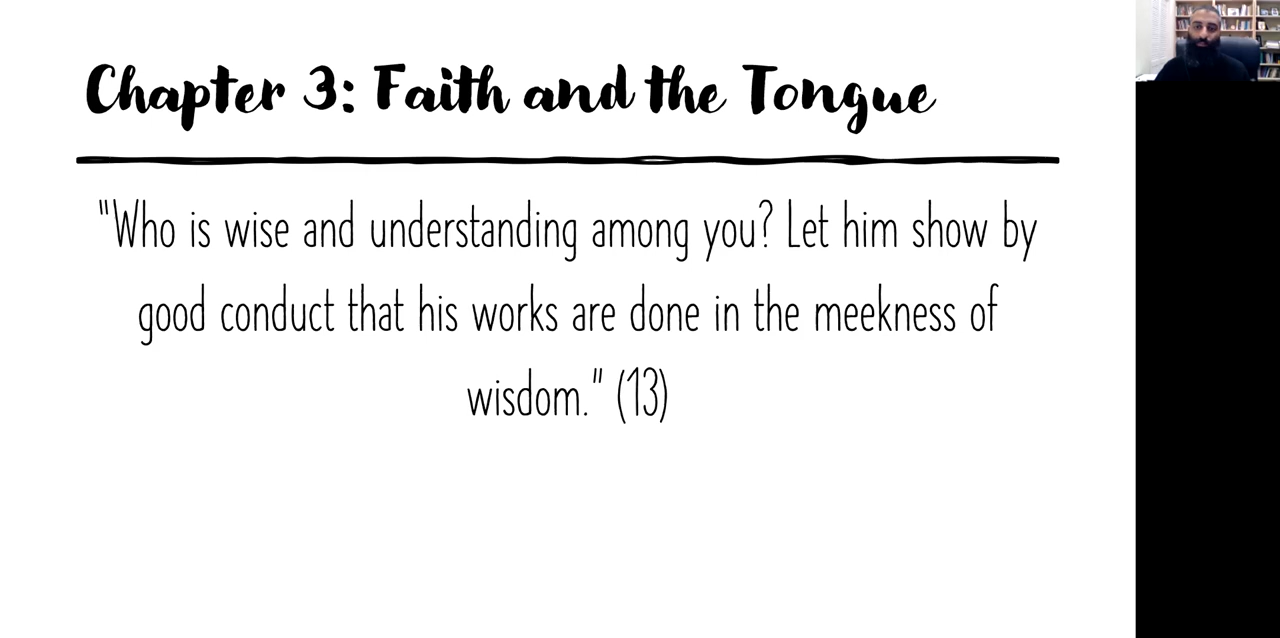 Chapter 3: Faith and the Tongue
"Who is wise and understanding among you? Let him show by
good conduct that his works are done in the meekness of
wisdom." (13)